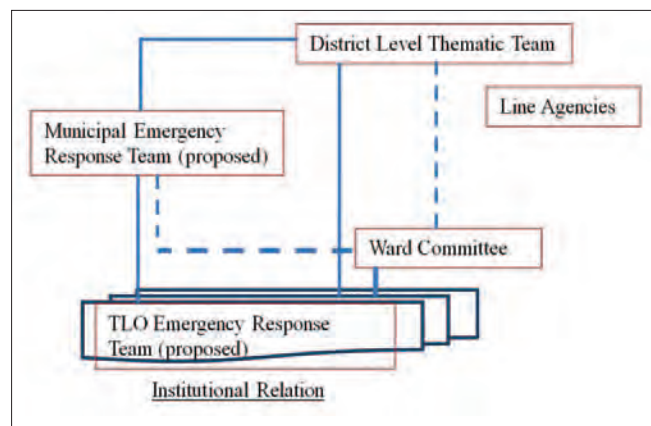 District Level Thematic Team
Line Agencies
Municipal Emergency
Response Team (proposed)
Ward Committee
TLO Emergency Response
Team (proposed)
Institutional Relation